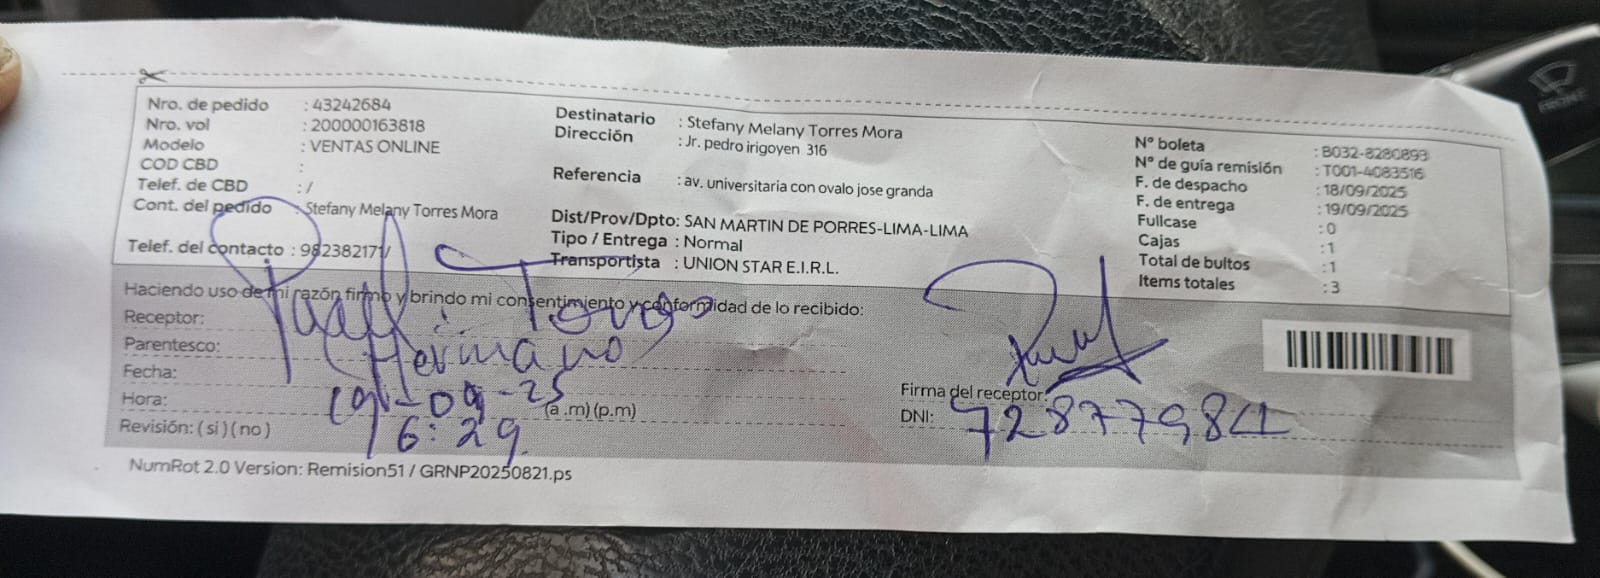 Nro. de pedido : 43242684
Nro. vol : 200000163818
Modelo : VENTAS ONLINE
COD CBD :
Telef. de CBD : /
Cont. del pedido : Stefany Melany Torres Mora
Telef. del contacto : 982382171/
Destinatario : Stefany Melany Torres Mora
Dirección : Jr. pedro irigoyen 316
Referencia : av. universitaria con ovalo jose granda
Dist/Prov/Dpto: SAN MARTIN DE PORRES-LIMA-LIMA
Tipo / Entrega : Normal
Transportista : UNION STAR E.I.R.L.
N° boleta : B032-8280893
N° de guía remisión : T001-4083516
F. de despacho : 18/09/2025
F. de entrega : 19/09/2025
Fullcase : 0
Cajas : 1
Total de bultos : 1
Items totales : 3
Haciendo uso de mi razón firmo y brindo mi consentimiento y conformidad de lo recibido:
Receptor:
Parentesco: Hermano
Fecha: 19-09-25
Hora: 6:29 (a .m) (p.m)
Revisión: ( si ) ( no )
Firma del receptor:
DNI: 72877984
NumRot 2.0 Version: Remision51 / GRNP20250821.ps
FRONT